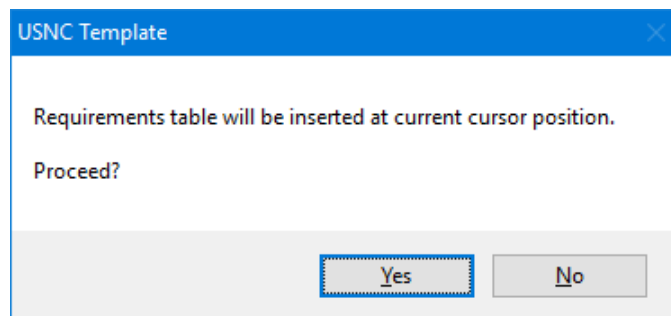 USNC Template
Requirements table will be inserted at current cursor position.
Proceed?
Yes
No